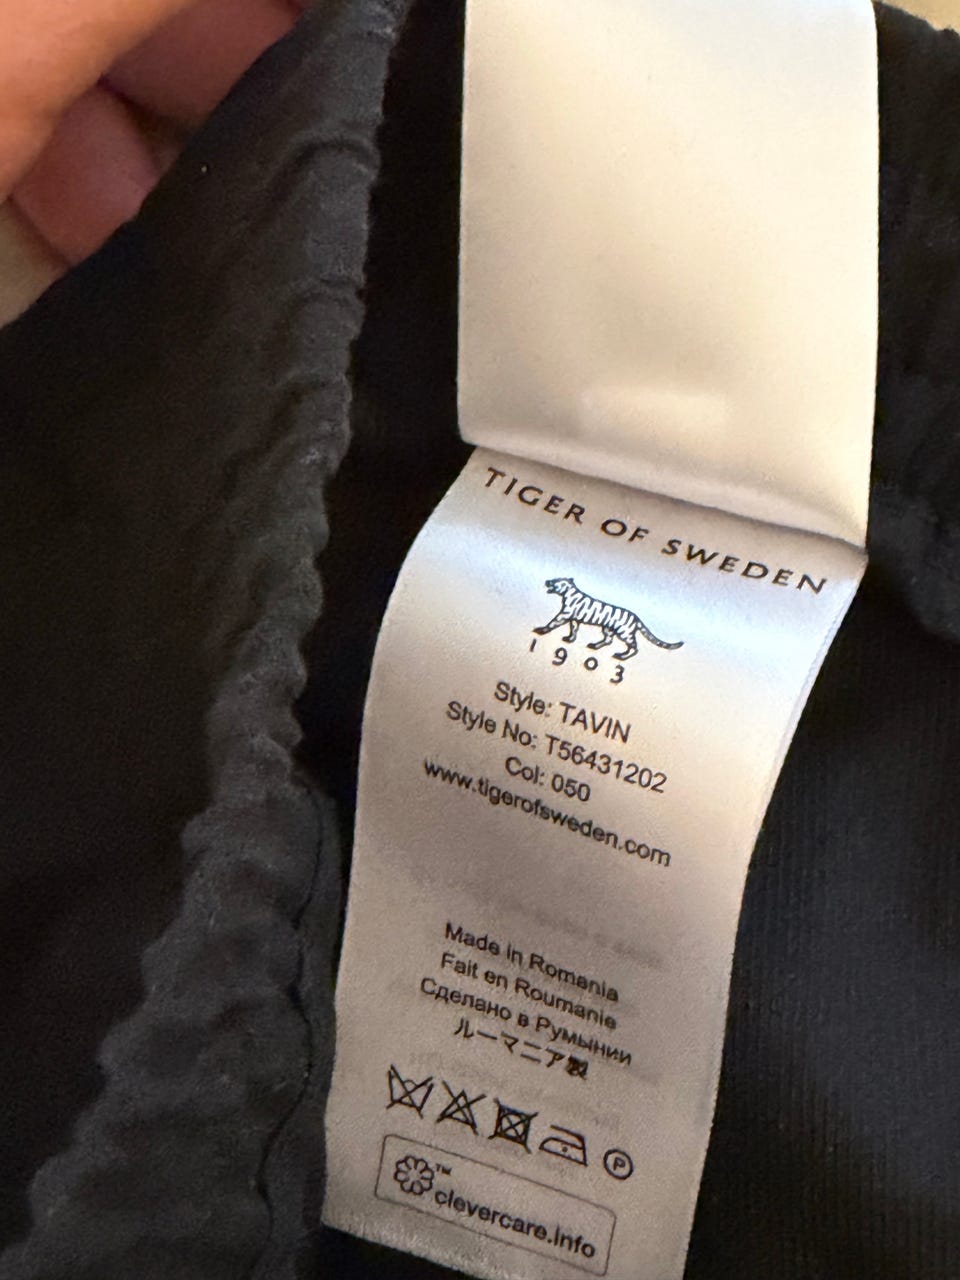 TIGER OF SWEDEN
1903
Style: TAVIN
Style No: T56431202
Col: 050
www.tigerofsweden.com
Made in Romania
Fait en Roumanie
Сделано в Румынии
ルーマニア製
P
™
clevercare.info